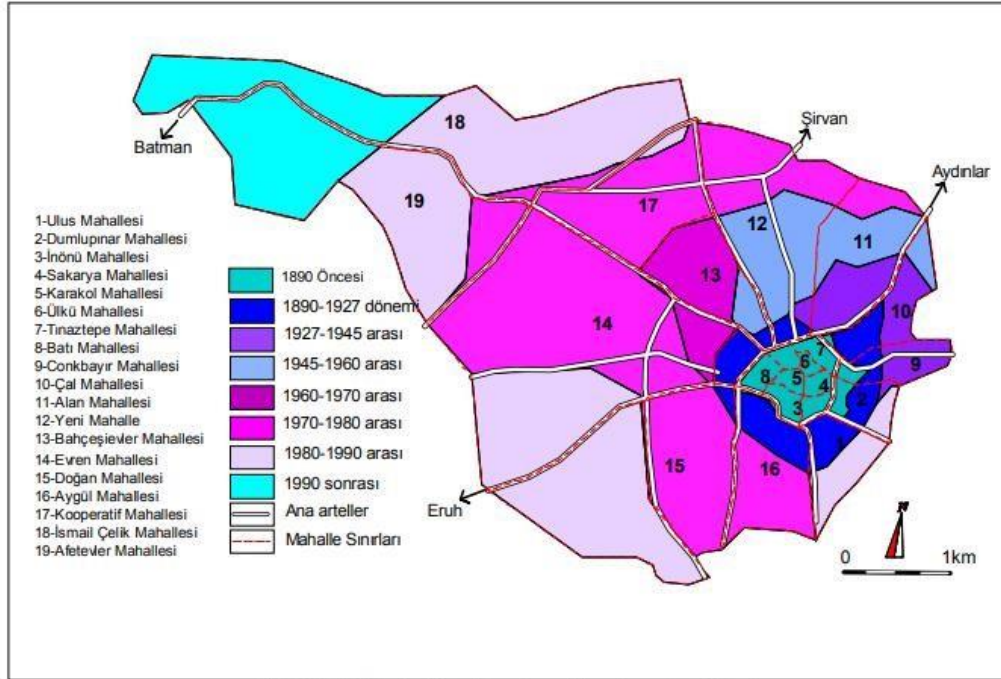 Batman
Şirvan
Aydınlar
Eruh
18
19
17
12
11
13
14
10
9
7
6
8
5
4
2
3
1
15
16
1-Ulus Mahallesi
2-Dumlupınar Mahallesi
3-İnönü Mahallesi
4-Sakarya Mahallesi
5-Karakol Mahallesi
6-Ülkü Mahallesi
7-Tınaztepe Mahallesi
8-Batı Mahallesi
9-Conkbayır Mahallesi
10-Çal Mahallesi
11-Alan Mahallesi
12-Yeni Mahalle
13-Bahçeşievler Mahallesi
14-Evren Mahallesi
15-Doğan Mahallesi
16-Aygül Mahallesi
17-Kooperatif Mahallesi
18-İsmail Çelik Mahallesi
19-Afetevler Mahallesi
1890 Öncesi
1890-1927 dönemi
1927-1945 arası
1945-1960 arası
1960-1970 arası
1970-1980 arası
1980-1990 arası
1990 sonrası
Ana arteller
Mahalle Sınırları
0 1km